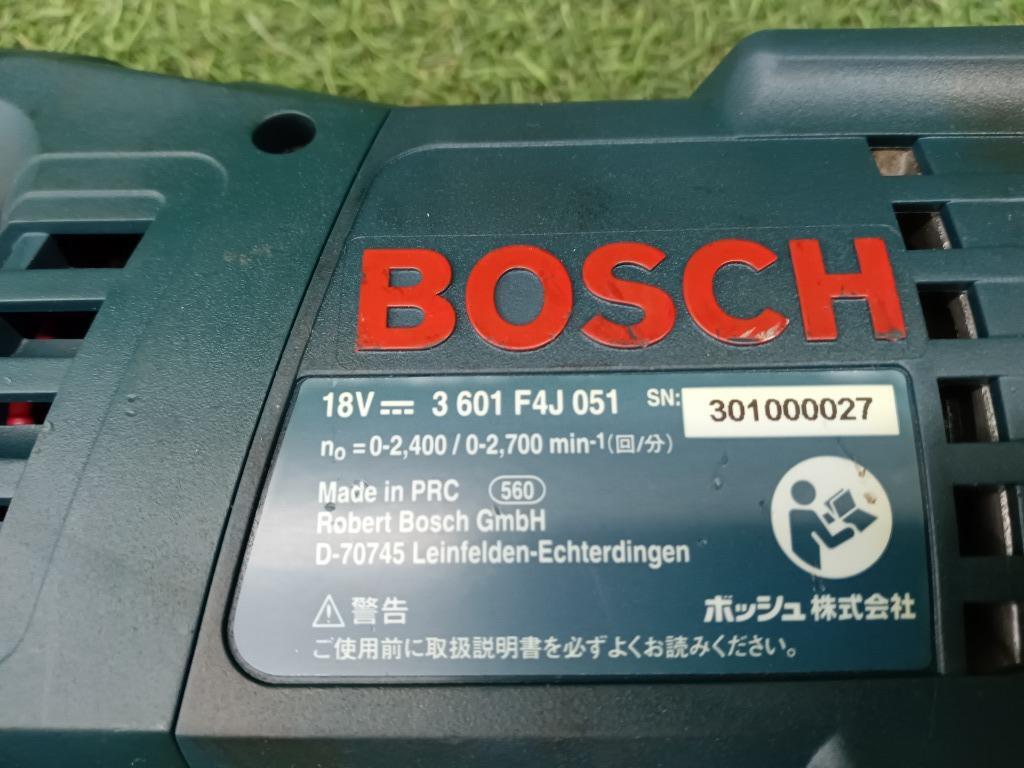 BOSCH
18V⎓ 3 601 F4J 051 SN: 301000027
n₀ = 0-2,400 / 0-2,700 min⁻¹(回/分)
Made in PRC 560
Robert Bosch GmbH
D-70745 Leinfelden-Echterdingen
⚠警告 ボッシュ株式会社
ご使用前に取扱説明書を必ずよくお読みください。